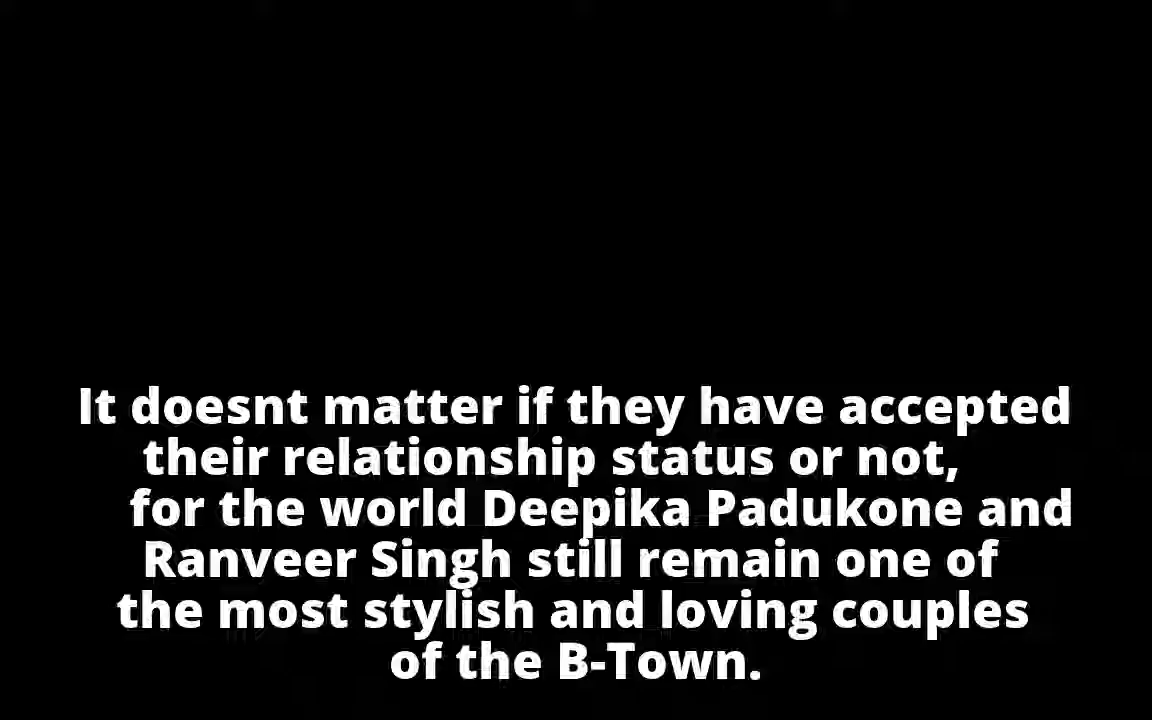 It doesnt matter if they have accepted
their relationship status or not,
for the world Deepika Padukone and
Ranveer Singh still remain one of
the most stylish and loving couples
of the B-Town.